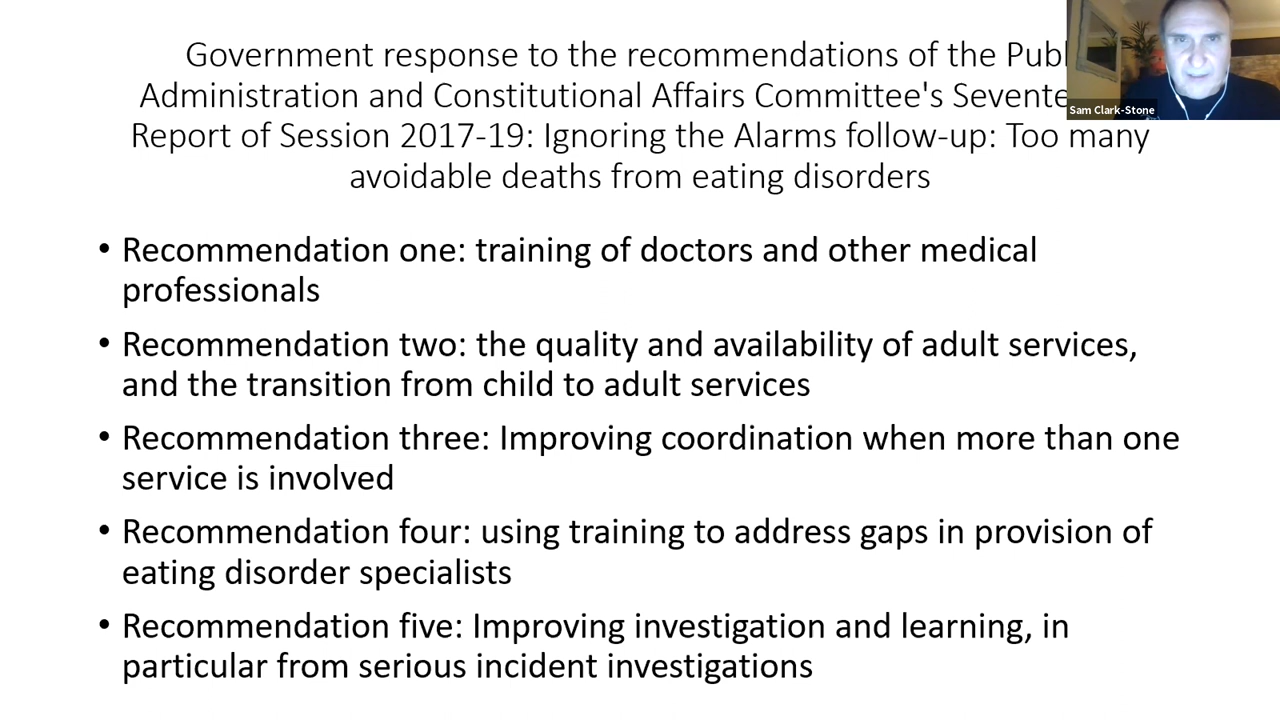 Government response to the recommendations of the
Administration and Constitutional Affairs Committee's
Report of Session 2017-19: Ignoring the Alarms follow-up: Too many
avoidable deaths from eating disorders
Sam Clark-Stone
• Recommendation one: training of doctors and other medical
professionals
• Recommendation two: the quality and availability of adult services,
and the transition from child to adult services
• Recommendation three: Improving coordination when more than one
service is involved
• Recommendation four: using training to address gaps in provision of
eating disorder specialists
• Recommendation five: Improving investigation and learning, in
particular from serious incident investigations